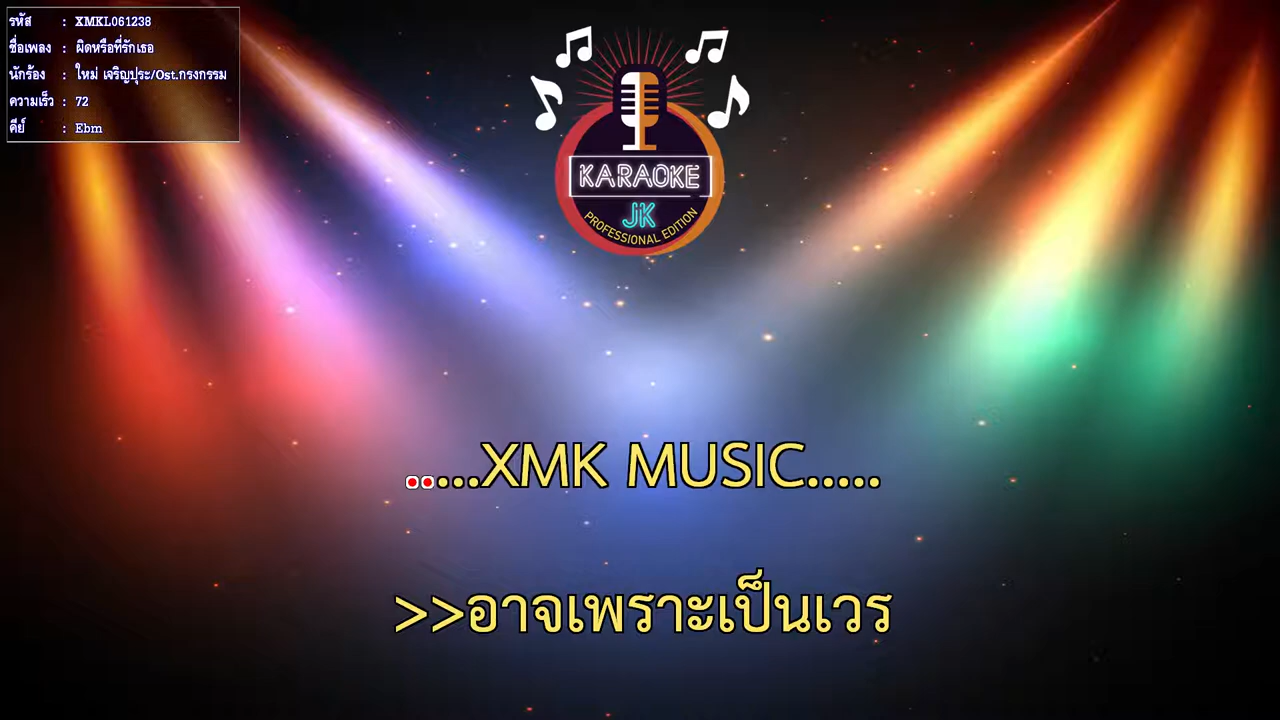 รหัส : XMKL061238
ชื่อเพลง : ผิดหรือที่รักเธอ
นักร้อง : ใหม่ เจริญปุระ/Ost.กรงกรรม
ความเร็ว : 72
คีย์ : Ebm
KARAOKE
JK
PROFESSIONAL EDITION
.....XMK MUSIC.....
>>อาจเพราะเป็นเวร